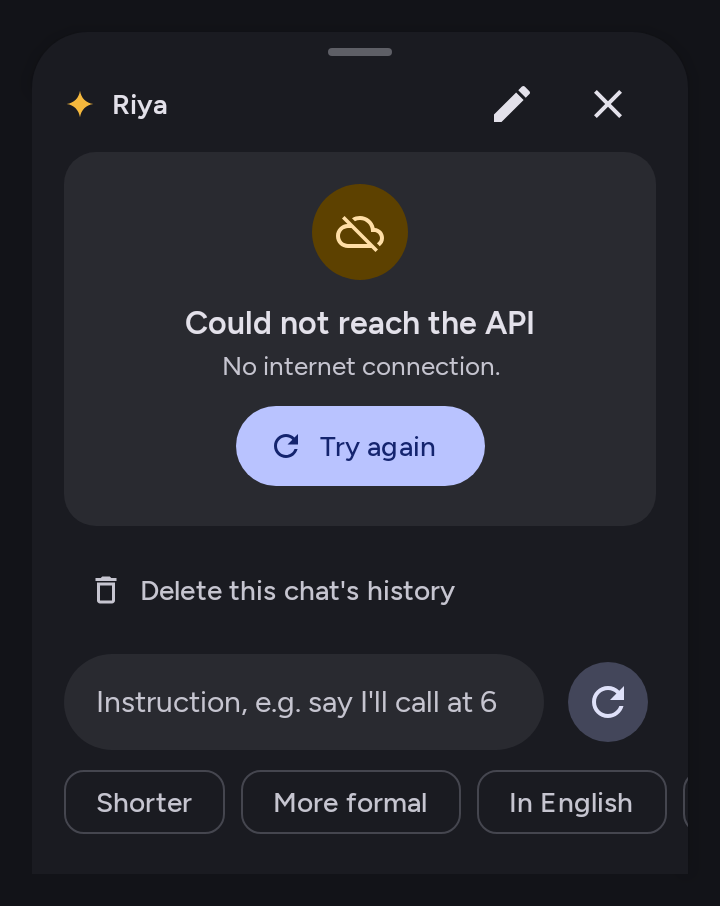 Riya
Could not reach the API
No internet connection.
Try again
Delete this chat's history
Instruction, e.g. say I'll call at 6
Shorter
More formal
In English